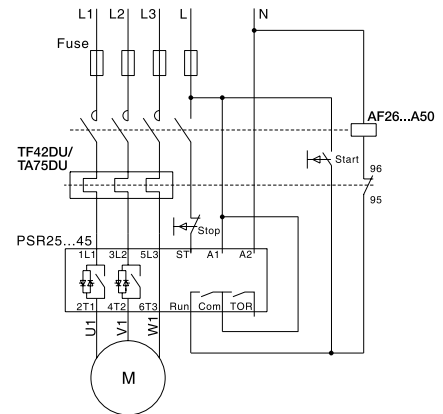 L1 L2 L3 L N
Fuse
AF26...A50
TF42DU/
TA75DU
Start
96
95
Stop
PSR25...45
1L1 3L2 5L3 ST A1 A2
2T1 4T2 6T3 Run Com TOR
U1 V1 W1
M